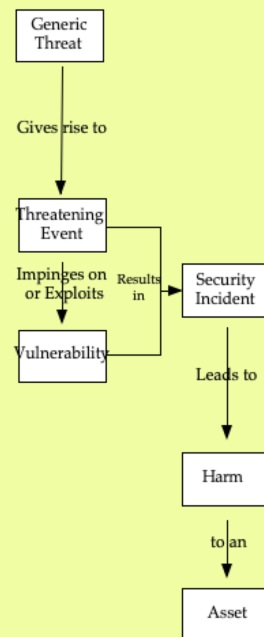 Generic
Threat
Gives rise to
Threatening
Event
Impinges on
or Exploits
Results
in
Security
Incident
Vulnerability
Leads to
Harm
to an
Asset